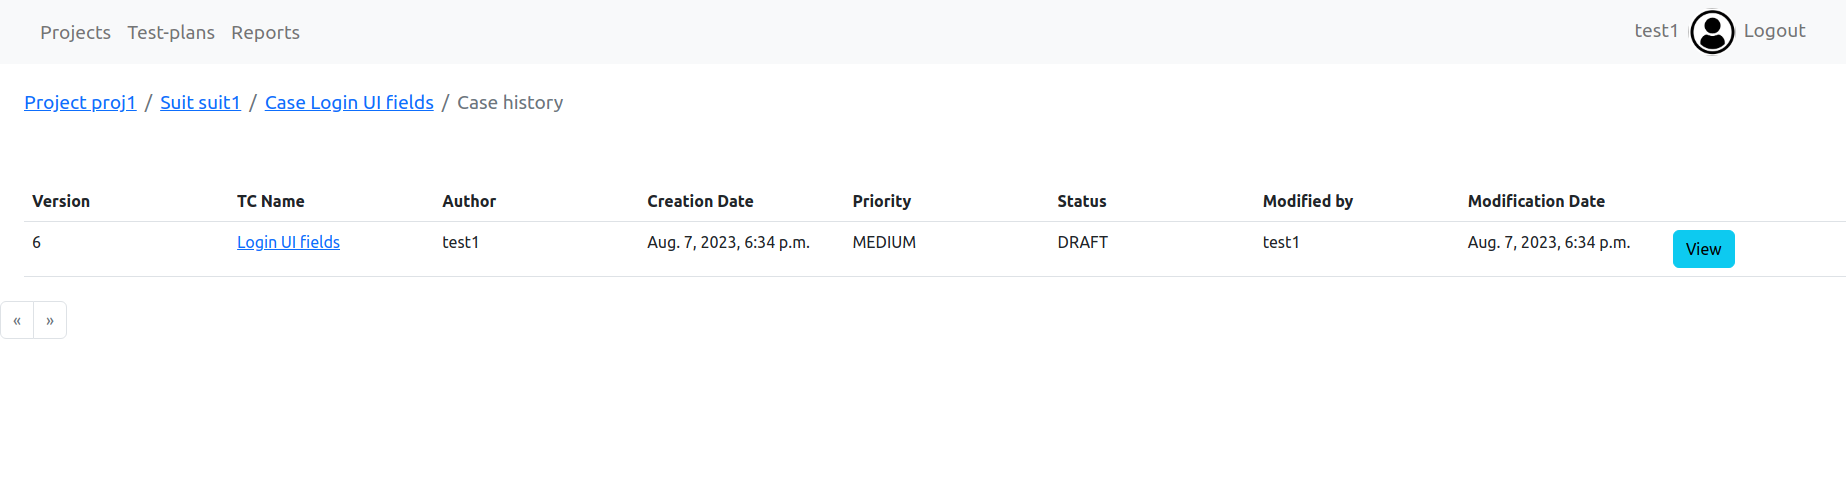 Projects Test-plans Reports test1 Logout
Project proj1 / Suit suit1 / Case Login UI fields / Case history
Version TC Name Author Creation Date Priority Status Modified by Modification Date
6 Login UI fields test1 Aug. 7, 2023, 6:34 p.m. MEDIUM DRAFT test1 Aug. 7, 2023, 6:34 p.m. View
« »